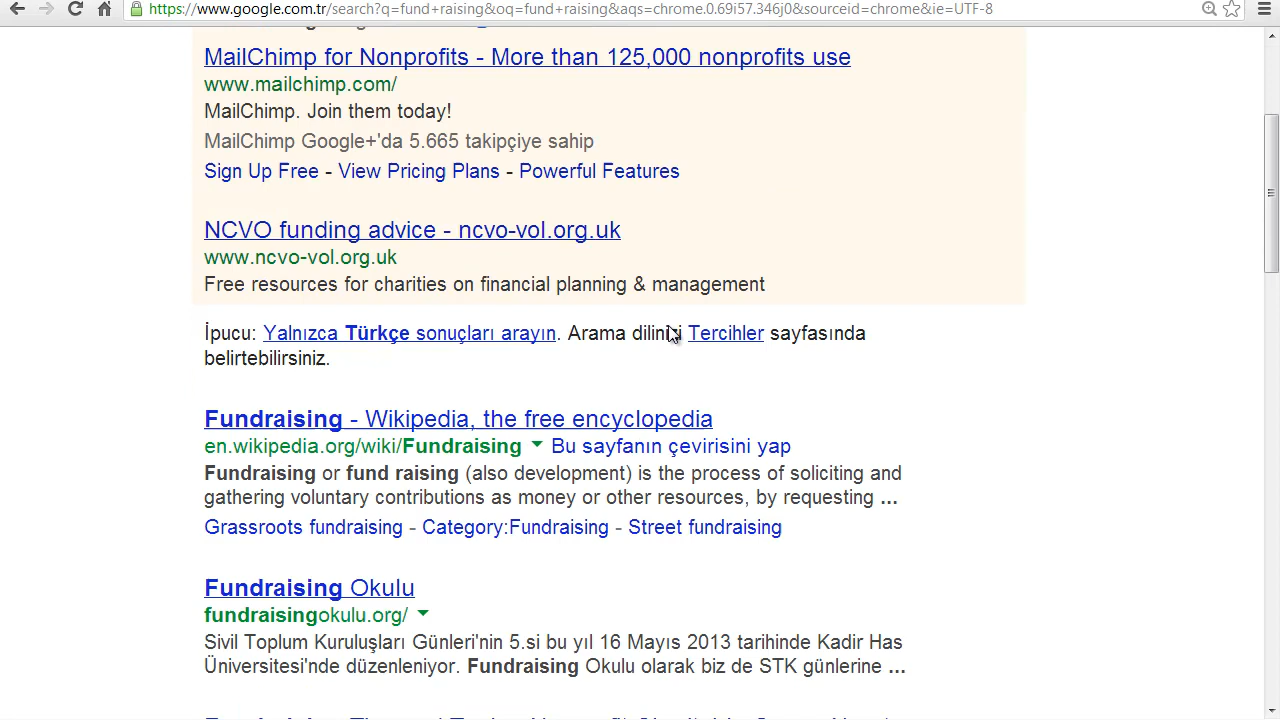 https://www.google.com.tr/search?q=fund+raising&oq=fund+raising&aqs=chrome.0.69i57.346j0&sourceid=chrome&ie=UTF-8
MailChimp for Nonprofits - More than 125,000 nonprofits use
www.mailchimp.com/
MailChimp. Join them today!
MailChimp Google+'da 5.665 takipçiye sahip
Sign Up Free - View Pricing Plans - Powerful Features
NCVO funding advice - ncvo-vol.org.uk
www.ncvo-vol.org.uk
Free resources for charities on financial planning & management
İpucu: Yalnızca Türkçe sonuçları arayın. Arama dilinizi Tercihler sayfasında
belirtebilirsiniz.
Fundraising - Wikipedia, the free encyclopedia
en.wikipedia.org/wiki/Fundraising Bu sayfanın çevirisini yap
Fundraising or fund raising (also development) is the process of soliciting and
gathering voluntary contributions as money or other resources, by requesting ...
Grassroots fundraising - Category:Fundraising - Street fundraising
Fundraising Okulu
fundraisingokulu.org/
Sivil Toplum Kuruluşları Günleri'nin 5.si bu yıl 16 Mayıs 2013 tarihinde Kadir Has
Üniversitesi'nde düzenleniyor. Fundraising Okulu olarak biz de STK günlerine ...